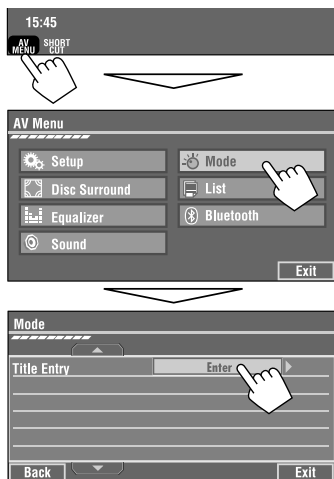 15:45
AV MENU SHORT CUT
AV Menu
Setup Mode
Disc Surround List
Equalizer Bluetooth
Sound
Exit
Mode
Title Entry Enter
Back Exit